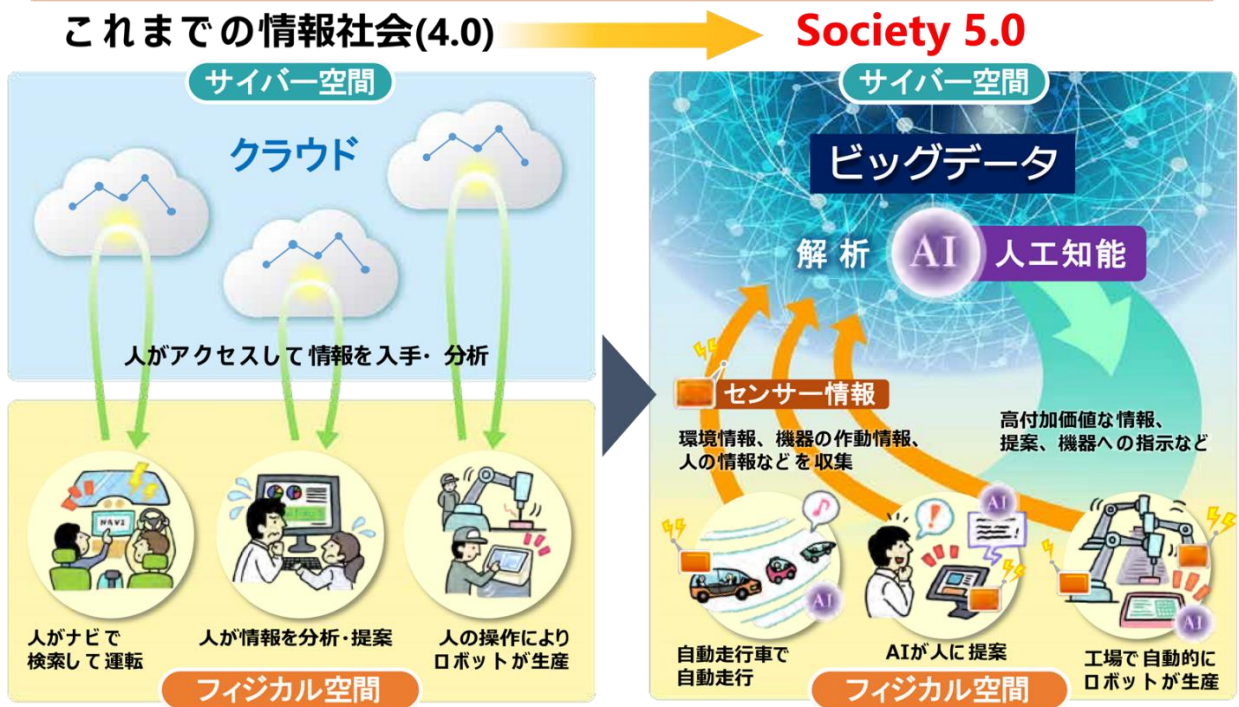 これまでの情報社会(4.0)
Society 5.0
サイバー空間
クラウド
人がアクセスして情報を入手・分析
NAVI
人がナビで
検索して運転
人が情報を分析・提案
人の操作により
ロボットが生産
フィジカル空間
サイバー空間
ビッグデータ
解析
AI
人工知能
センサー情報
環境情報、機器の作動情報、
人の情報などを収集
高付加価値な情報、
提案、機器への指示など
AI
AI
AI
自動走行車で
自動走行
AIが人に提案
工場で自動的に
ロボットが生産
フィジカル空間